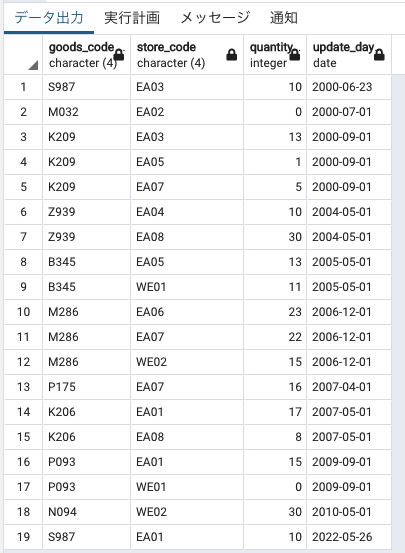 データ出力 実行計画 メッセージ 通知
goods_code store_code quantity update_day
character (4) character (4) integer date
1 S987 EA03 10 2000-06-23
2 M032 EA02 0 2000-07-01
3 K209 EA03 13 2000-09-01
4 K209 EA05 1 2000-09-01
5 K209 EA07 5 2000-09-01
6 Z939 EA04 10 2004-05-01
7 Z939 EA08 30 2004-05-01
8 B345 EA05 13 2005-05-01
9 B345 WE01 11 2005-05-01
10 M286 EA06 23 2006-12-01
11 M286 EA07 22 2006-12-01
12 M286 WE02 15 2006-12-01
13 P175 EA07 16 2007-04-01
14 K206 EA01 17 2007-05-01
15 K206 EA08 8 2007-05-01
16 P093 EA01 15 2009-09-01
17 P093 WE01 0 2009-09-01
18 N094 WE02 30 2010-05-01
19 S987 EA01 10 2022-05-26